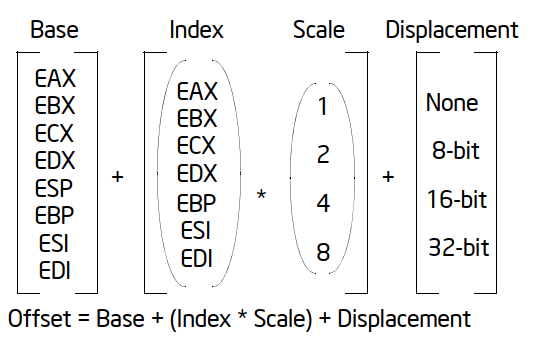 Base Index Scale Displacement
EAX
EBX
ECX
EDX
ESP
EBP
ESI
EDI
+
EAX
EBX
ECX
EDX
EBP
ESI
EDI
*
1
2
4
8
+
None
8-bit
16-bit
32-bit
Offset = Base + (Index * Scale) + Displacement